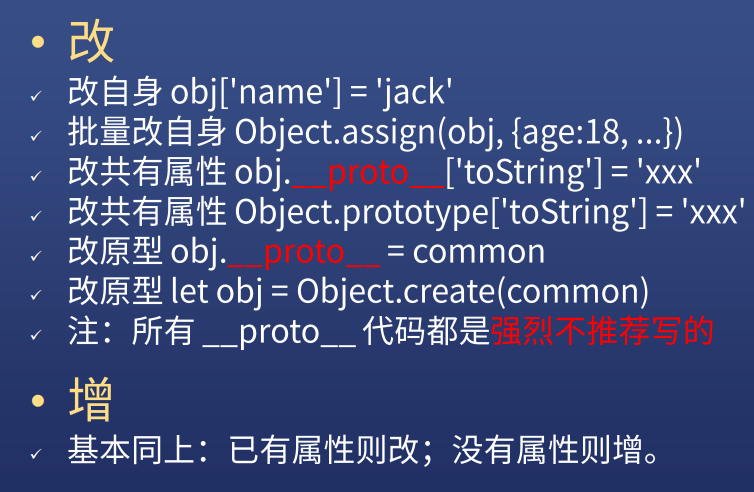 • 改
✓ 改自身 obj['name'] = 'jack'
✓ 批量改自身 Object.assign(obj, {age:18, ...})
✓ 改共有属性 obj.__proto__['toString'] = 'xxx'
✓ 改共有属性 Object.prototype['toString'] = 'xxx'
✓ 改原型 obj.__proto__ = common
✓ 改原型 let obj = Object.create(common)
✓ 注：所有 __proto__ 代码都是强烈不推荐写的
• 增
✓ 基本同上：已有属性则改；没有属性则增。